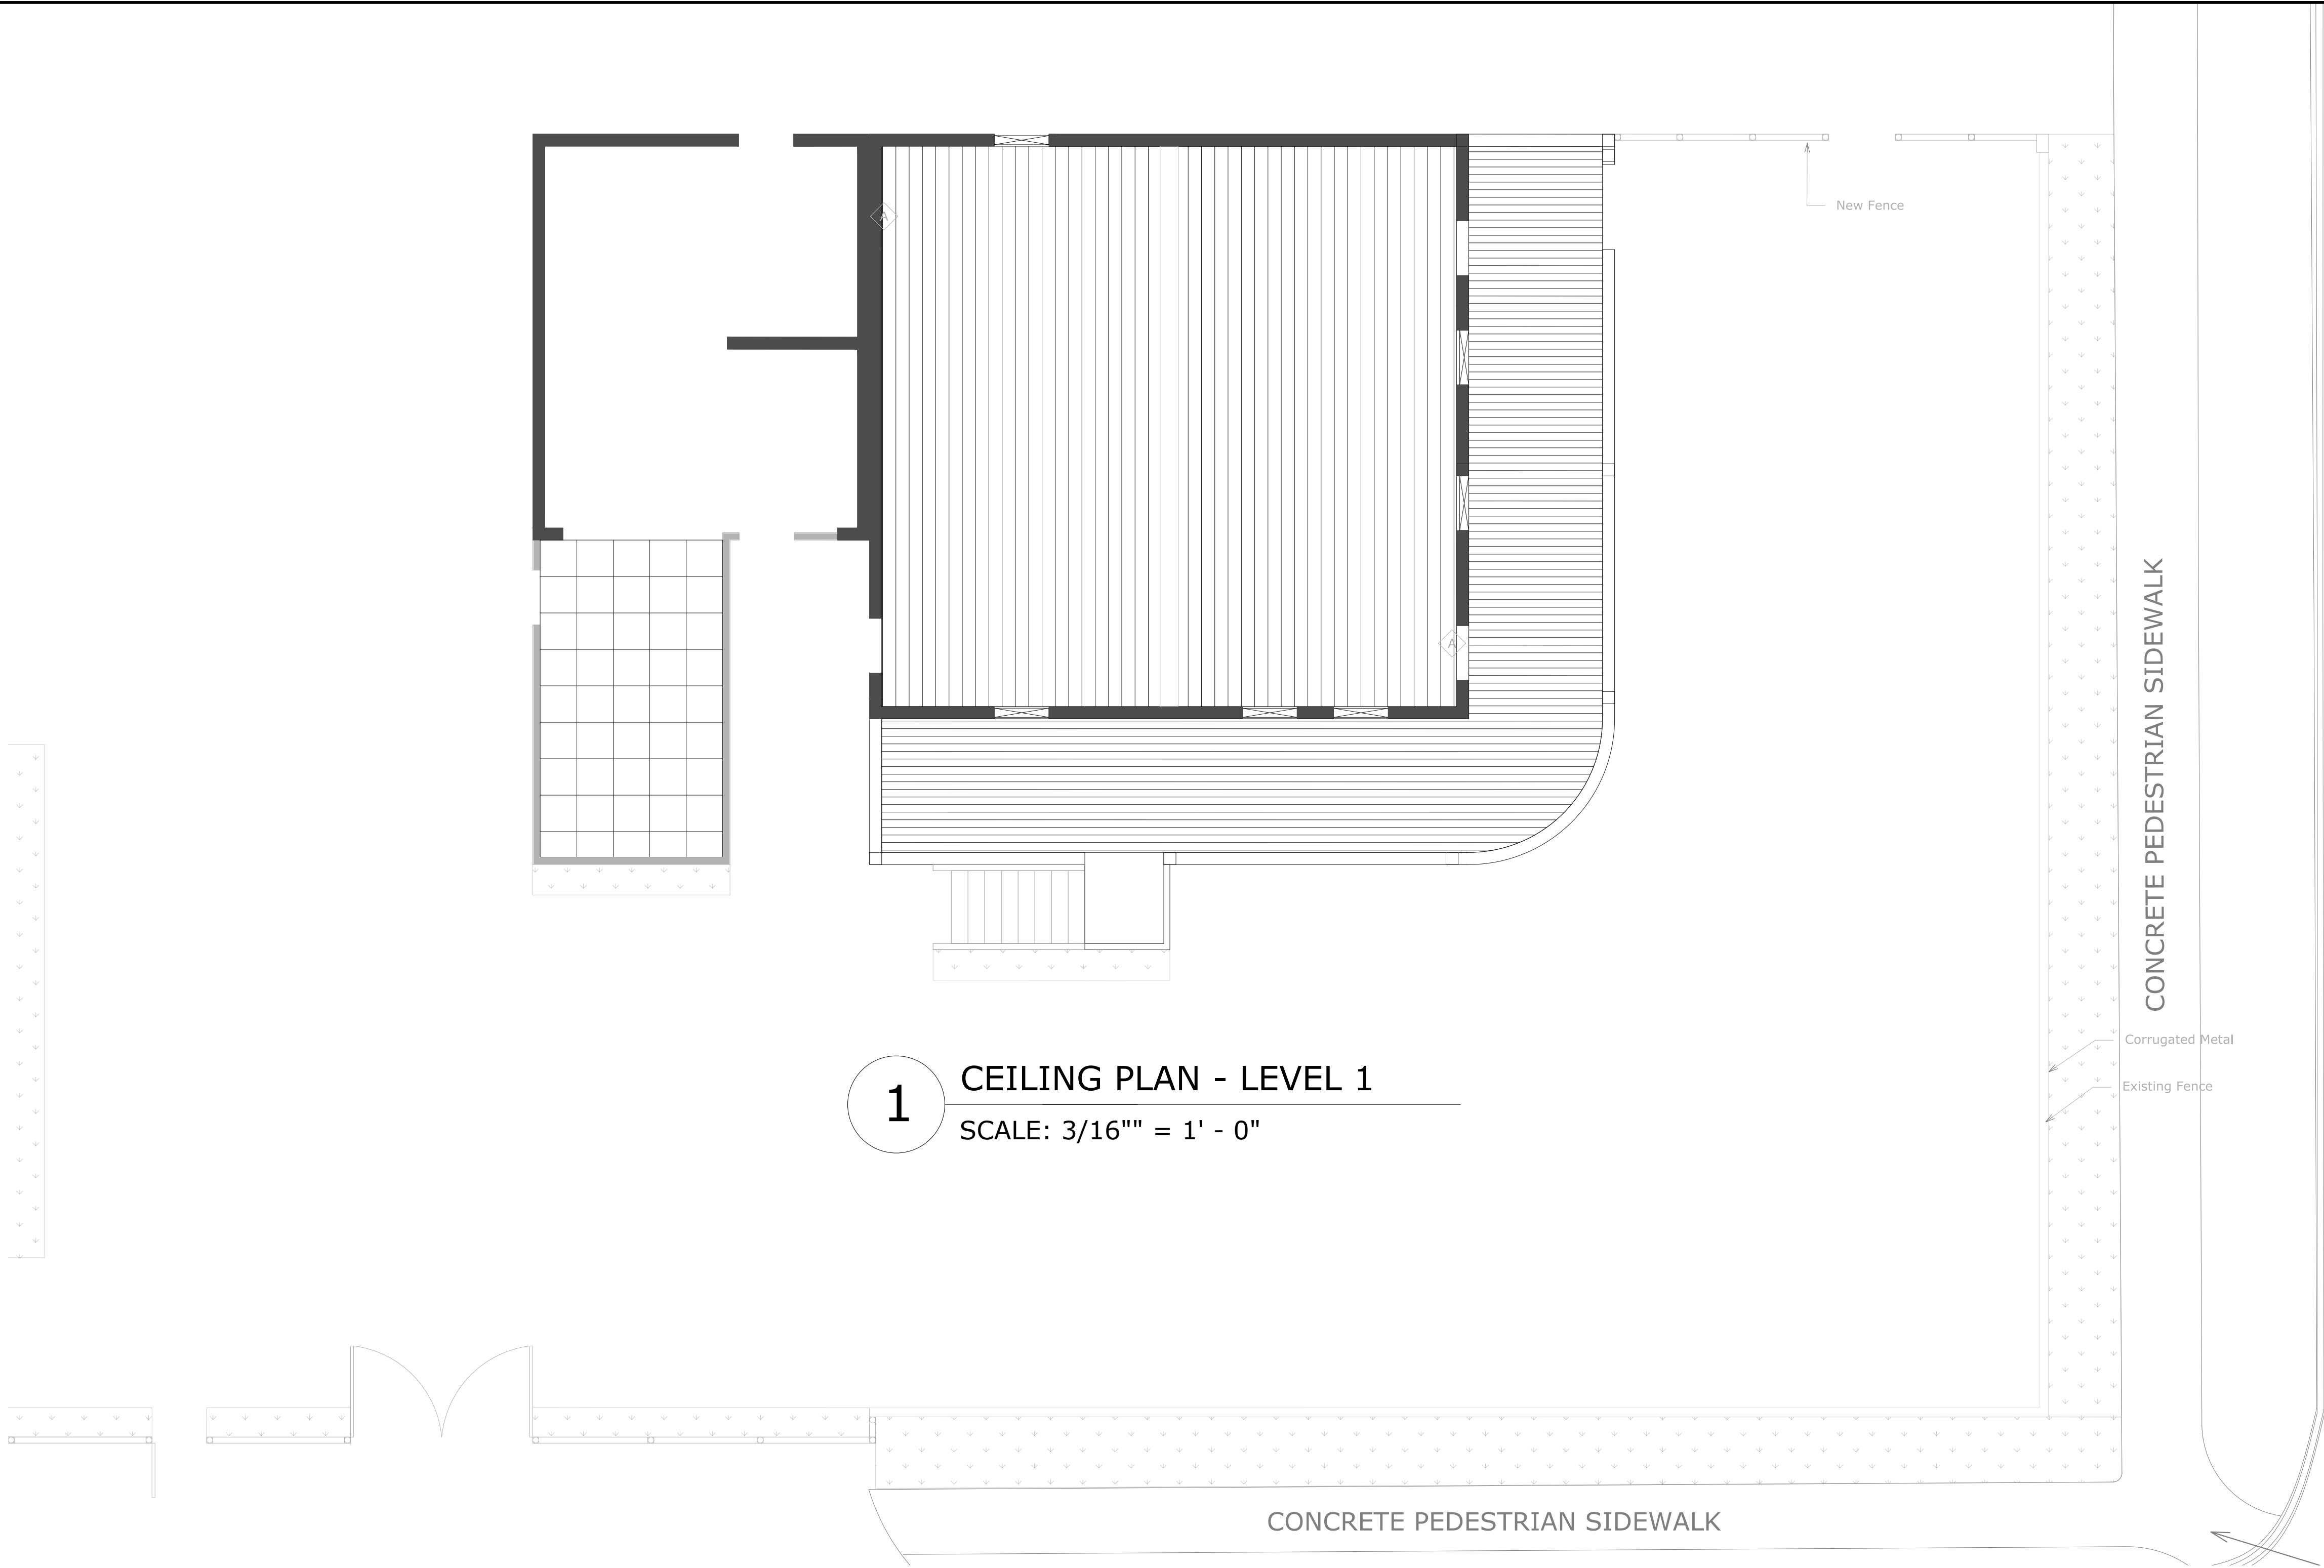 A
New Fence
A
CONCRETE PEDESTRIAN SIDEWALK
Corrugated Metal
Existing Fence
1
CEILING PLAN - LEVEL 1
SCALE: 3/16"" = 1' - 0"
CONCRETE PEDESTRIAN SIDEWALK